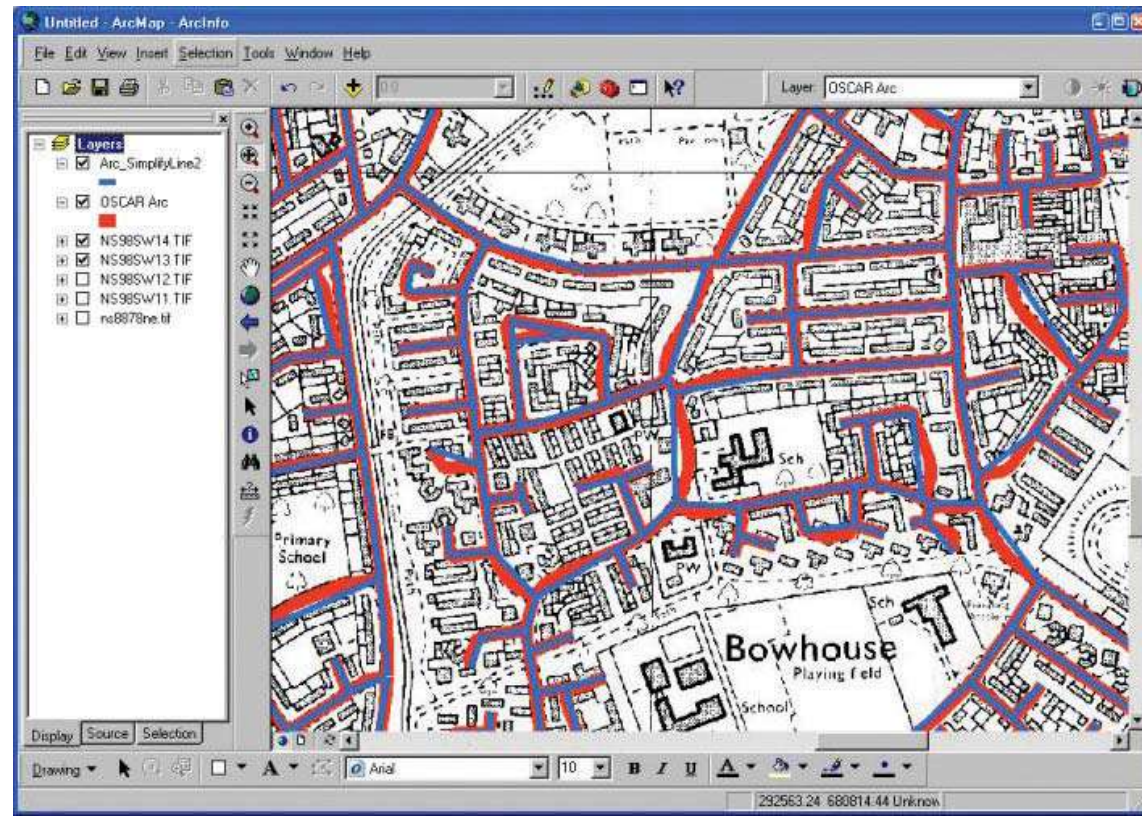 Untitled - ArcMap - ArcInfo
File Edit View Insert Selection Tools Window Help
Layer: OSCAR Arc
Layers
Arc_SimplifyLine2
OSCAR Arc
NS98SW14.TIF
NS98SW13.TIF
NS98SW12.TIF
NS98SW11.TIF
ns8878ne.tif
PW
Sch
Primary
School
PW
Sch
Bowhouse
Playing field
School
Display Source Selection
Drawing Arial 10 B I U A
292563.24 680814.44 Unknow